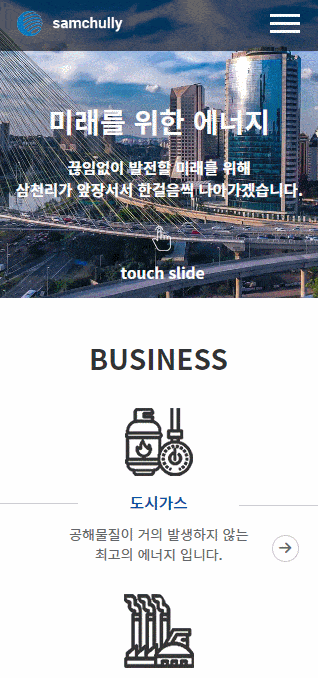 samchully
미래를 위한 에너지
끊임없이 발전할 미래를 위해
삼천리가 앞장서서 한걸음씩 나아가겠습니다.
touch slide
BUSINESS
도시가스
공해물질이 거의 발생하지 않는
최고의 에너지 입니다.